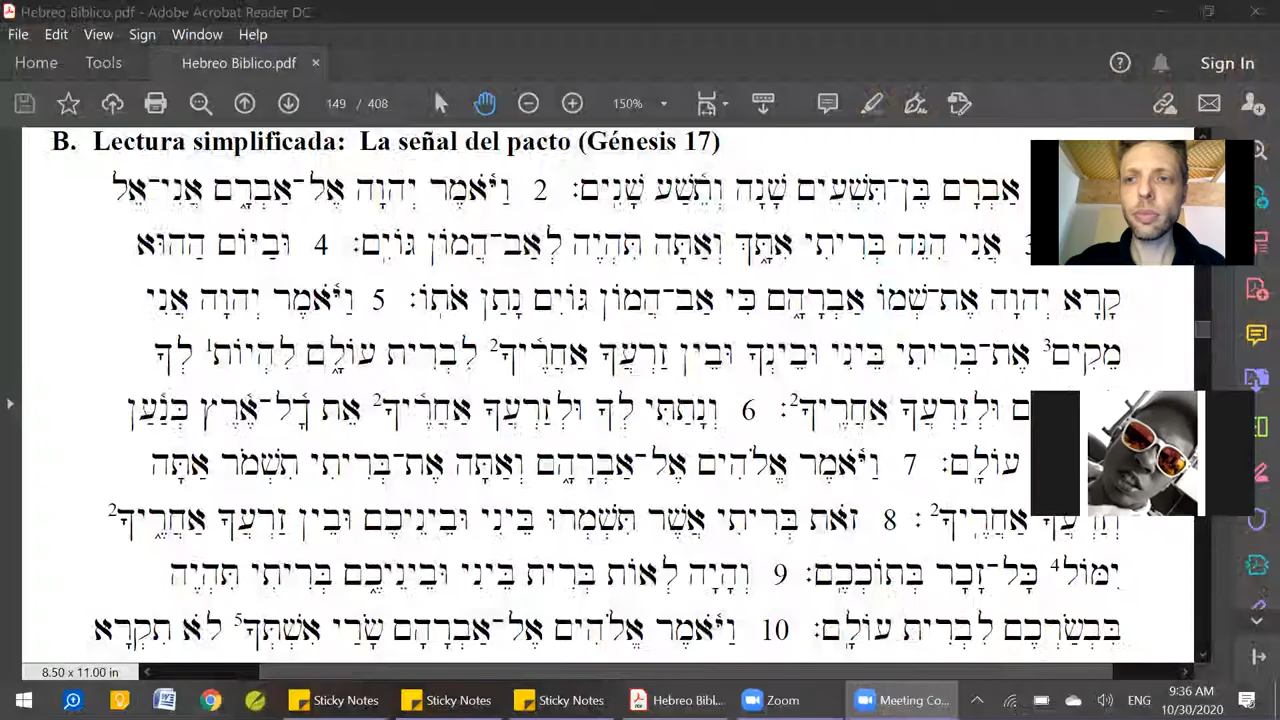 Hebreo Biblico.pdf - Adobe Acrobat Reader DC
File Edit View Sign Window Help
Home Tools Hebreo Biblico.pdf × Sign In
149 / 408 150%
B. Lectura simplificada: La señal del pacto (Génesis 17)
אַבְרָם בֶּן־תִּשְׁעִים שָׁנָה וְתֵ֫שַׁע שָׁנִֽים׃ 2 וַיֹּ֫אמֶר יְהוָה אֶל־אַבְרָ֑ם אֲנִי־אֵל
אֲנִי הִנֵּה בְּרִיתִי אִתָּ֑ךְ וְאַתָּה תִּהְיֶה לְאַב־הֲמוֹן גּוֹיִֽם׃ 4 וּבַיּוֹם הַהוּא
קָרָא יְהוָה אֶת־שְׁמוֹ אַבְרָהָ֑ם כִּי אַב־הֲמוֹן גּוֹיִם נָתַן אֹתֽוֹ׃ 5 וַיֹּ֫אמֶר יְהוָה אֲנִי
מֵקִים³ אֶת־בְּרִיתִי בֵּינִי וּבֵינְךָ וּבֵין זַרְעֲךָ אַחֲרֶ֫יךָ² לִבְרִית עוֹלָ֑ם לִהְיוֹת¹ לְךָ
וּלְזַרְעֲךָ אַחֲרֶֽיךָ²׃ 6 וְנָתַתִּי לְךָ וּלְזַרְעֲךָ אַחֲרֶ֫יךָ² אֵת כָּל־אֶ֫רֶץ כְּנַ֫עַן
עוֹלָֽם׃ 7 וַיֹּ֫אמֶר אֱלֹהִים אֶל־אַבְרָהָ֑ם וְאַתָּה אֶת־בְּרִיתִי תִשְׁמֹר אַתָּה
וְזַרְעֲךָ אַחֲרֶֽיךָ²׃ 8 זֹאת בְּרִיתִי אֲשֶׁר תִּשְׁמְרוּ בֵּינִי וּבֵינֵיכֶם וּבֵין זַרְעֲךָ אַחֲרֶ֑יךָ²
יִמּוֹל⁴ כָּל־זָכָר בְּתוֹכְכֶֽם׃ 9 וְהָיָה לְאוֹת בְּרִית בֵּינִי וּבֵינֵיכֶ֑ם בְּרִיתִי תִּהְיֶה
בִּבְשַׂרְכֶם לִבְרִית עוֹלָֽם׃ 10 וַיֹּ֫אמֶר אֱלֹהִים אֶל־אַבְרָהָם שָׂרַי אִשְׁתְּךָ⁵ לֹא תִקְרָא
8.50 x 11.00 in
Sticky Notes Sticky Notes Sticky Notes Hebreo Bibl... Zoom Meeting Co... ENG 9:36 AM
10/30/2020